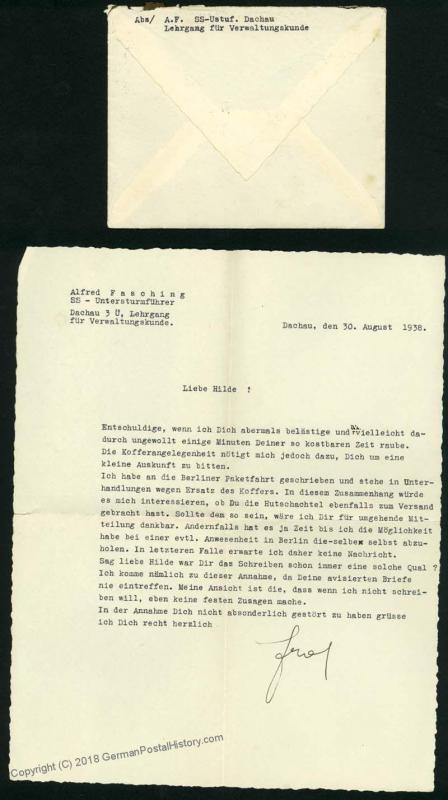 Abs/ A.F. SS-Ustuf. Dachau
Lehrgang für Verwaltungskunde
Alfred Fasching
SS - Untersturmführer
Dachau 3 Ü, Lehrgang
für Verwaltungskunde.
Dachau, den 30. August 1938.
Liebe Hilde !
Entschuldige, wenn ich Dich abermals belästige und vielleicht da-
durch ungewollt einige Minuten Deiner so kostbaren Zeit raube.
Die Kofferangelegenheit nötigt mich jedoch dazu, Dich um eine
kleine Auskunft zu bitten.
Ich habe an die Berliner Paketfahrt geschrieben und stehe in Unter-
handlungen wegen Ersatz des Koffers. In diesem Zusammenhang würde
es mich interessieren, ob Du die Hutschachtel ebenfalls zum Versand
gebracht hast. Sollte dem so sein, wäre ich Dir für umgehende Mit-
teilung dankbar. Andernfalls hat es ja Zeit bis ich die Möglichkeit
habe bei einer evtl. Anwesenheit in Berlin die-selbe selbst abzu-
holen. In letzteren Falle erwarte ich daher keine Nachricht.
Sag liebe Hilde war Dir das Schreiben schon immer eine solche Qual ?
Ich komme nämlich zu dieser Annahme, da Deine avisierten Briefe
nie eintreffen. Meine Ansicht ist die, dass wenn ich nicht schrei-
ben will, eben keine festen Zusagen mache.
In der Annahme Dich nicht absonderlich gestört zu haben grüsse
ich Dich recht herzlich
Copyright (C) 2018 GermanPostalHistory.com